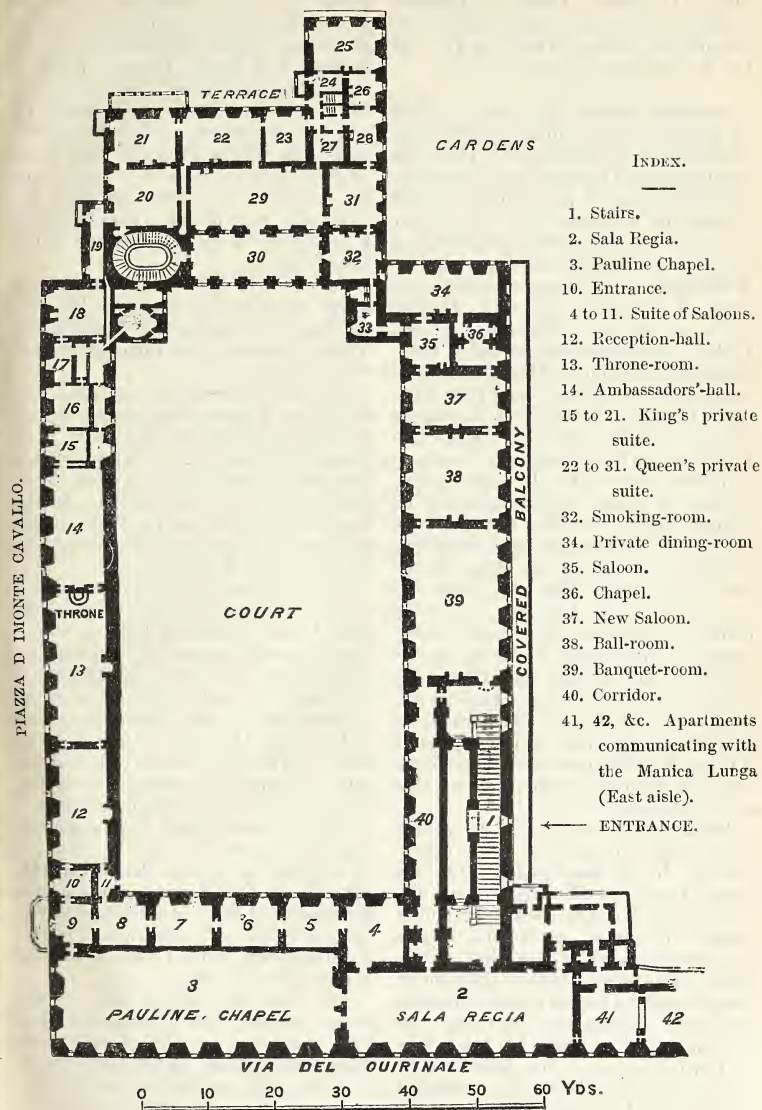 25
TERRACE
24
26
21
22
23
27
28
CARDENS
20
29
31
19
30
32
18
33
34
35
36
17
16
37
15
38
14
PIAZZA D IMONTE CAVALLO.
COVERED BALCONY
THRONE
COURT
39
13
12
40
1
10
11
9
8
7
6
5
4
3
PAULINE. CHAPEL
2
SALA REGIA
41
42
VIA DEL QUIRINALE
0 10 20 30 40 50 60 YDS.
INDEX.
1. Stairs.
2. Sala Regia.
3. Pauline Chapel.
10. Entrance.
4 to 11. Suite of Saloons.
12. Reception-hall.
13. Throne-room.
14. Ambassadors'-hall.
15 to 21. King's private
suite.
22 to 31. Queen's private
suite.
32. Smoking-room.
34. Private dining-room
35. Saloon.
36. Chapel.
37. New Saloon.
38. Ball-room.
39. Banquet-room.
40. Corridor.
41, 42, &c. Apartments
communicating with
the Manica Lunga
(East aisle).
← ENTRANCE.